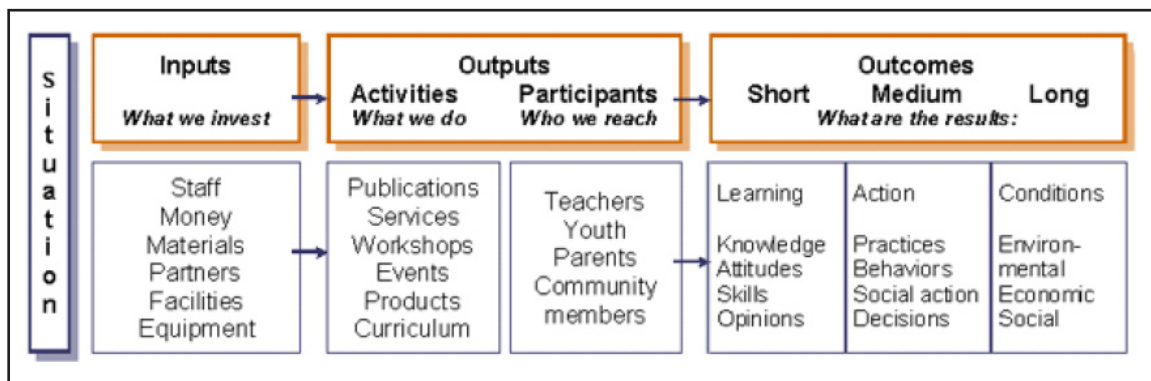 Situation
Inputs
What we invest
Outputs
Activities Participants
What we do Who we reach
Outcomes
Short Medium Long
What are the results:
Staff
Money
Materials
Partners
Facilities
Equipment
Publications
Services
Workshops
Events
Products
Curriculum
Teachers
Youth
Parents
Community
members
Learning
Knowledge
Attitudes
Skills
Opinions
Action
Practices
Behaviors
Social action
Decisions
Conditions
Environ-
mental
Economic
Social